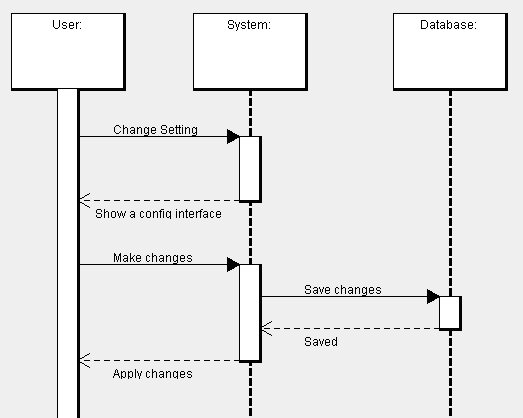 User:
System:
Database:
Change Setting
Show a config interface
Make changes
Save changes
Saved
Apply changes